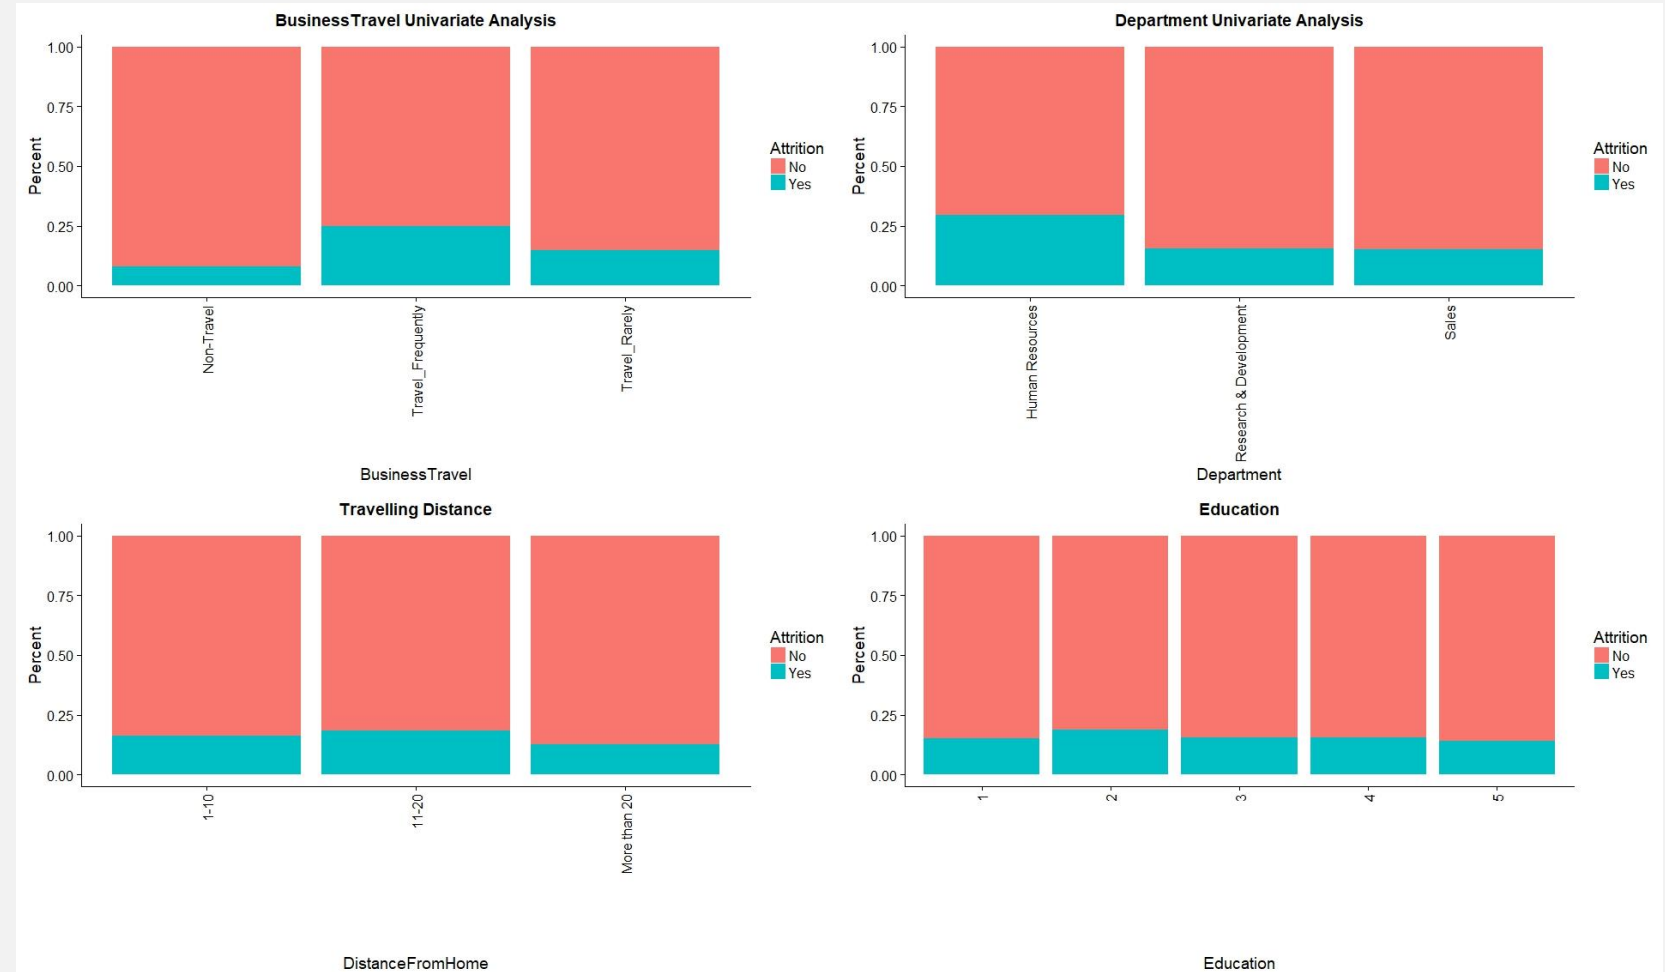 BusinessTravel Univariate Analysis
1.00
0.75
0.50
0.25
0.00
Percent
Non-Travel
Travel_Frequently
Travel_Rarely
BusinessTravel
Attrition
No
Yes
Department Univariate Analysis
1.00
0.75
0.50
0.25
0.00
Percent
Human Resources
Research & Development
Sales
Department
Attrition
No
Yes
Travelling Distance
1.00
0.75
0.50
0.25
0.00
Percent
1-10
11-20
More than 20
DistanceFromHome
Attrition
No
Yes
Education
1.00
0.75
0.50
0.25
0.00
Percent
1
2
3
4
5
Education
Attrition
No
Yes